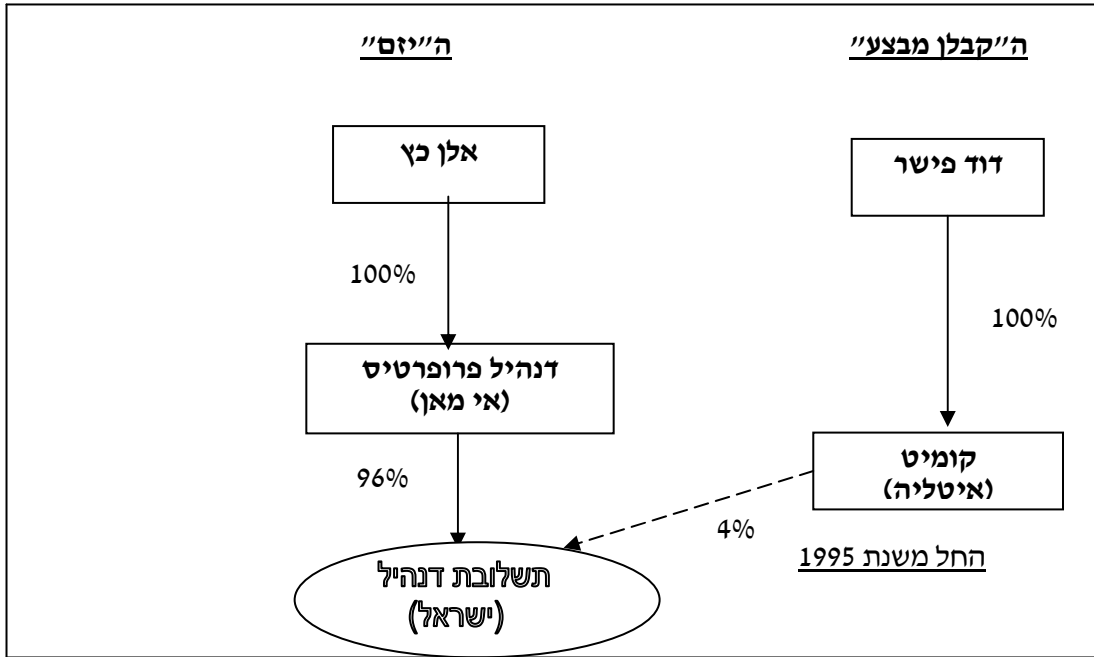 ה״קבלן מבצע״
ה״יזם״
דוד פישר
אלן כץ
100%
100%
דנהיל פרופרטיס
(אי מאן)
קומיט
(איטליה)
96%
4%
החל משנת 1995
תשלובת דנהיל
(ישראל)